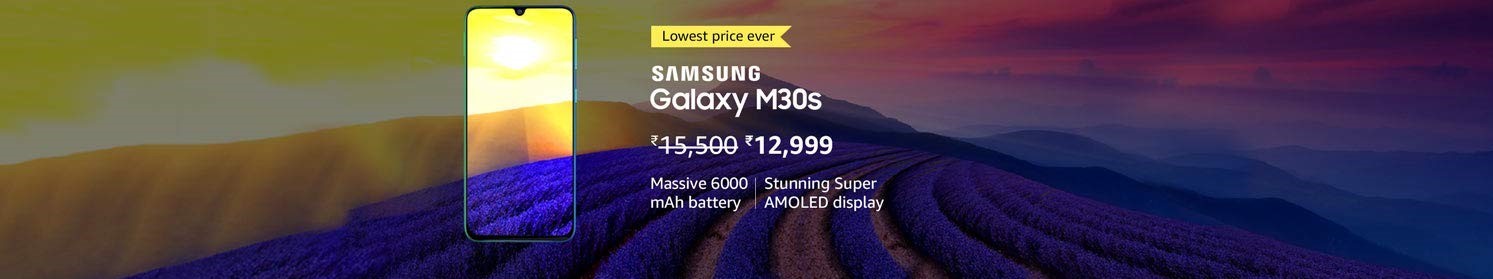 Lowest price ever
SAMSUNG
Galaxy M30s
₹15,500 ₹12,999
Massive 6000 | Stunning Super
mAh battery | AMOLED display